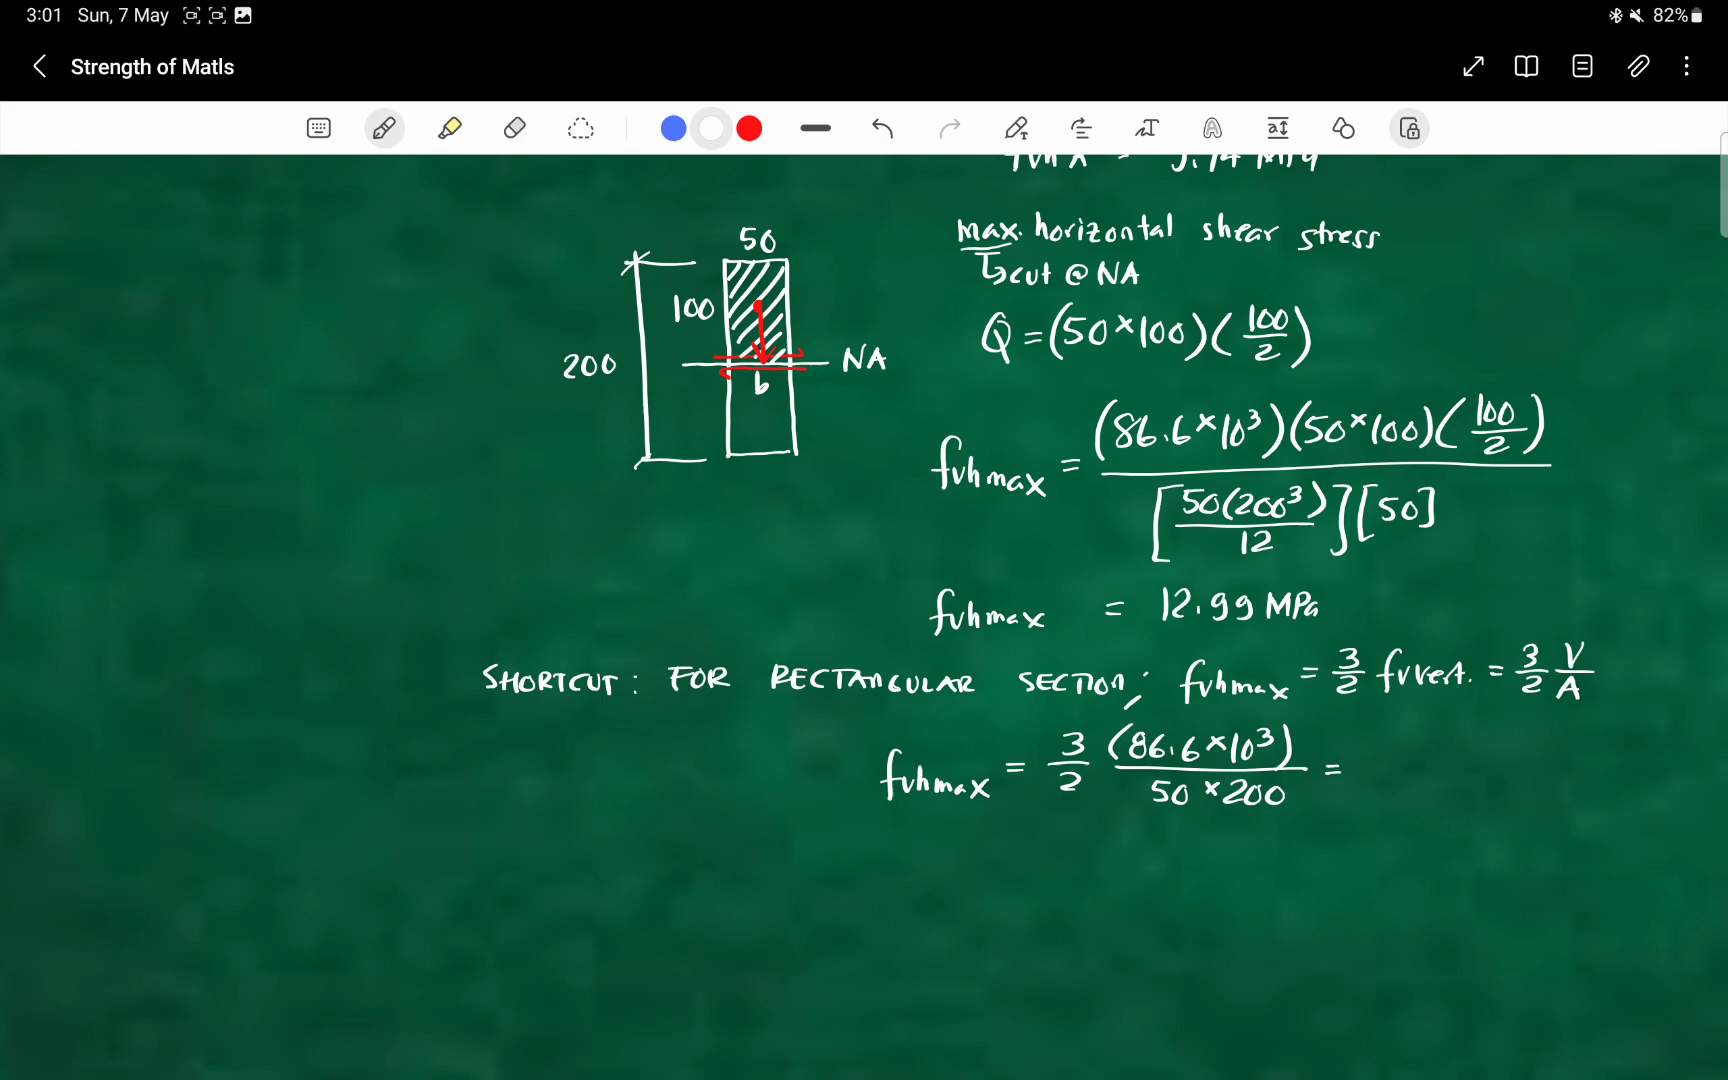 3:01 Sun, 7 May 82%
Strength of Matls
max. horizontal shear stress
↳cut @ NA
50
100
200
NA
b
Q = (50×100)(100/2)
fvhmax = (86.6×10³)(50×100)(100/2) / [50(200³)/12][50]
fvhmax = 12.99 MPa
SHORTCUT: FOR RECTANGULAR SECTION; fvhmax = 3/2 fvvert. = 3/2 V/A
fvhmax = 3/2 (86.6×10³)/50×200 =